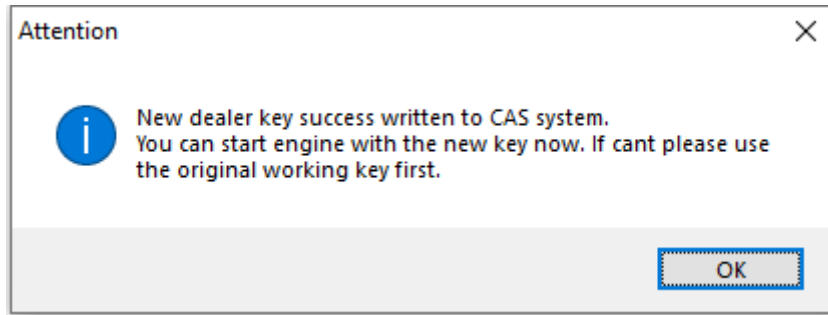 Attention
New dealer key success written to CAS system.
You can start engine with the new key now. If cant please use
the original working key first.
OK